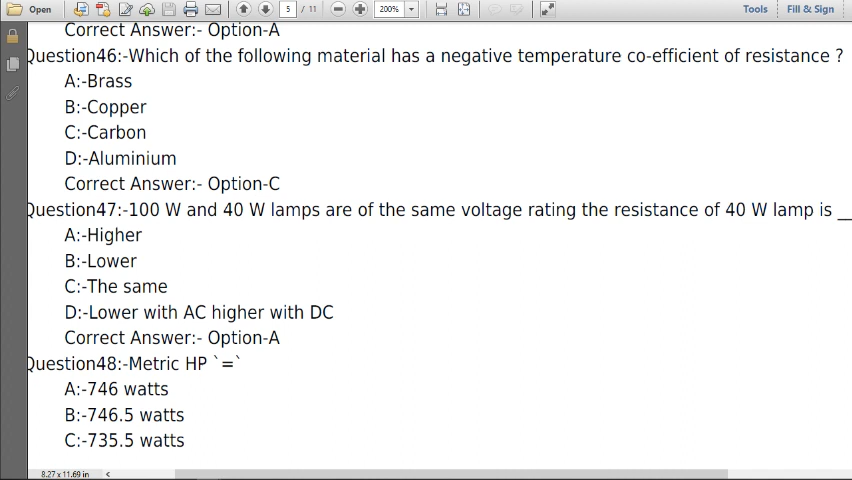 Open 5 / 11 200% Tools Fill & Sign
Correct Answer:- Option-A
Question46:-Which of the following material has a negative temperature co-efficient of resistance ?
A:-Brass
B:-Copper
C:-Carbon
D:-Aluminium
Correct Answer:- Option-C
Question47:-100 W and 40 W lamps are of the same voltage rating the resistance of 40 W lamp is __
A:-Higher
B:-Lower
C:-The same
D:-Lower with AC higher with DC
Correct Answer:- Option-A
Question48:-Metric HP `=`
A:-746 watts
B:-746.5 watts
C:-735.5 watts
8.27 x 11.69 in